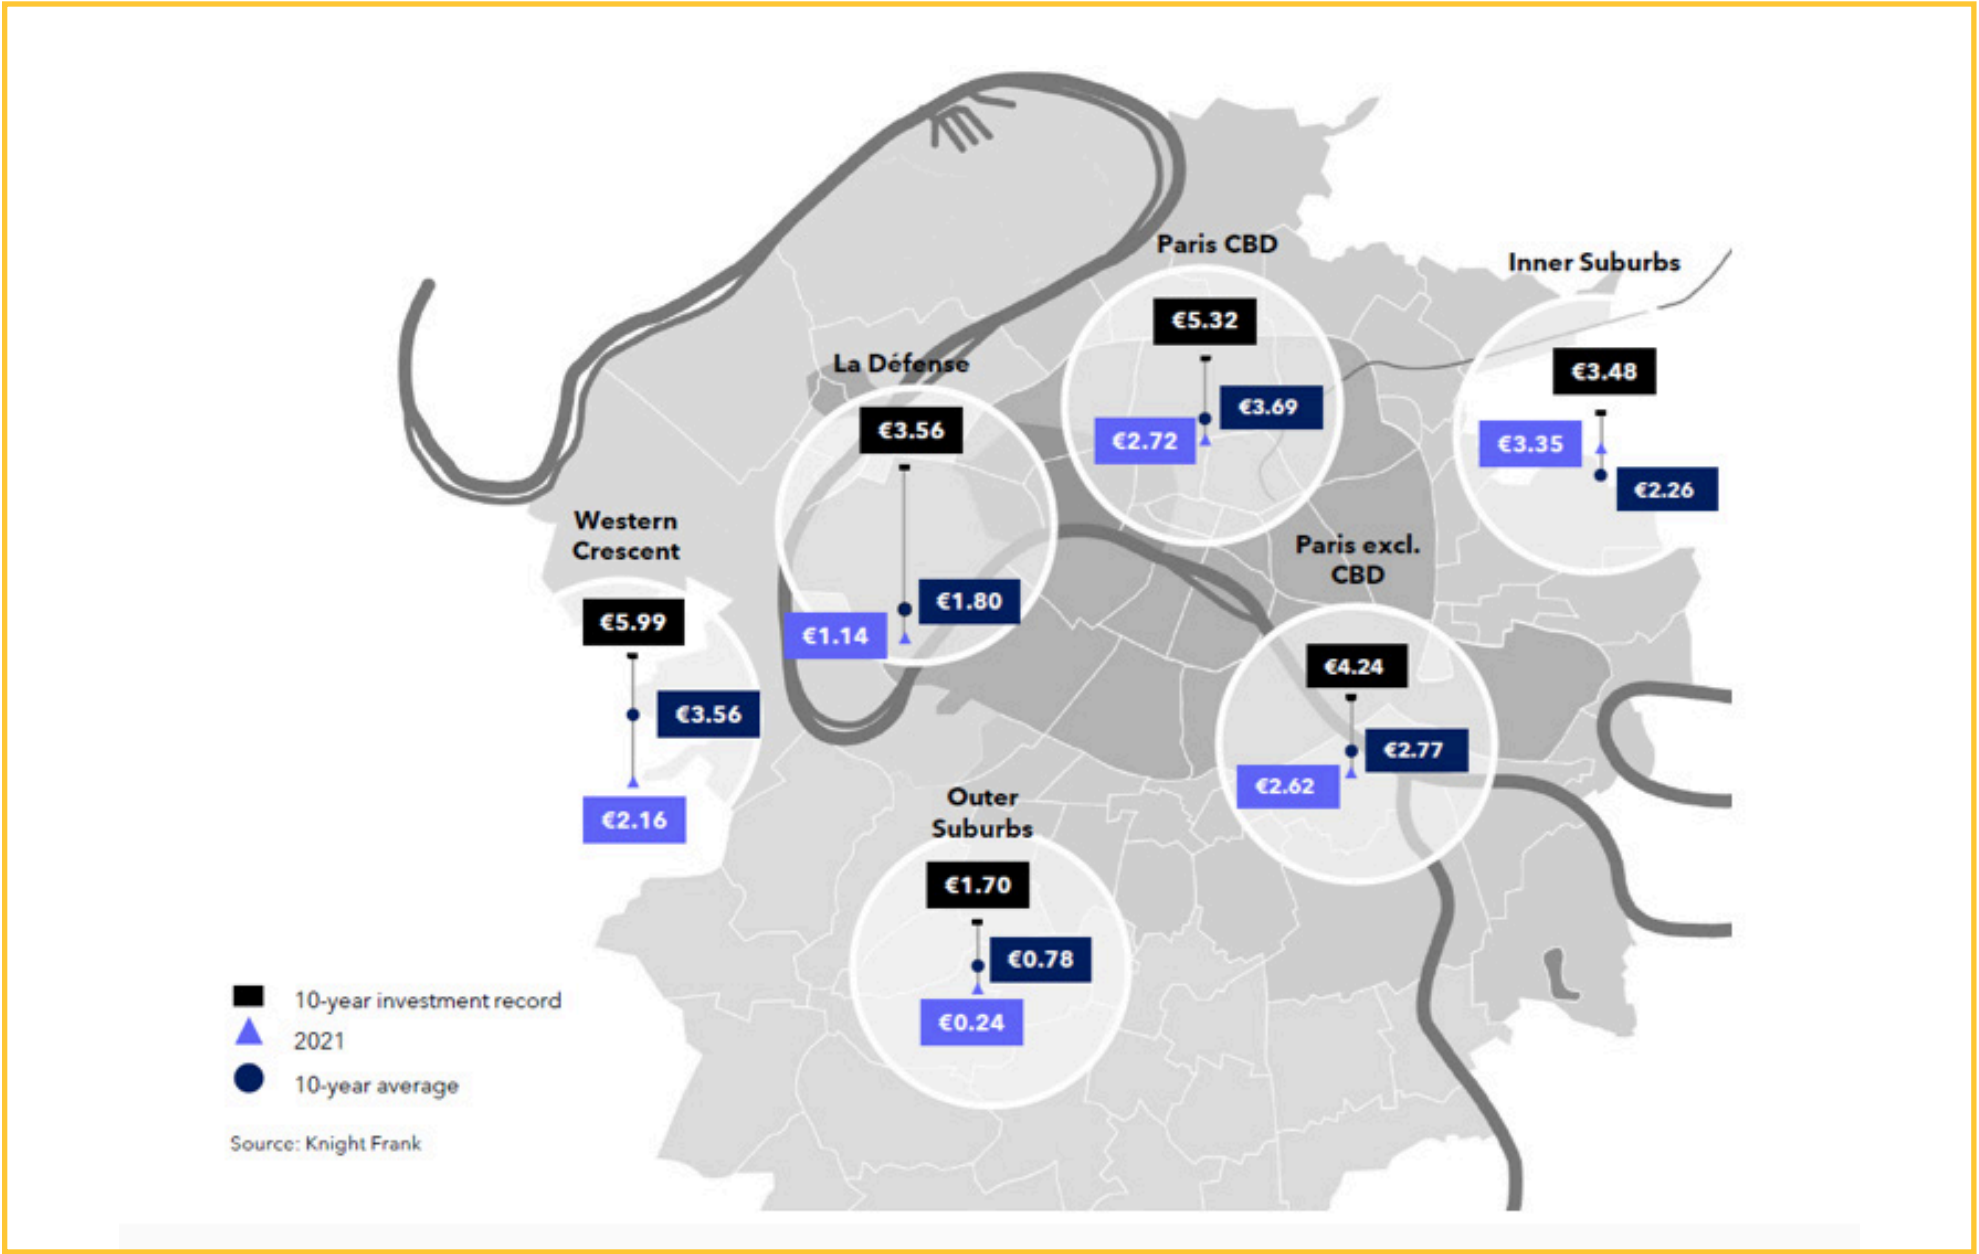 Paris CBD
€5.32
€3.69
€2.72
Inner Suburbs
€3.48
€3.35
€2.26
La Défense
€3.56
€1.80
€1.14
Western
Crescent
€5.99
€3.56
€2.16
Paris excl.
CBD
€4.24
€2.77
€2.62
Outer
Suburbs
€1.70
€0.78
€0.24
10-year investment record
2021
10-year average
Source: Knight Frank